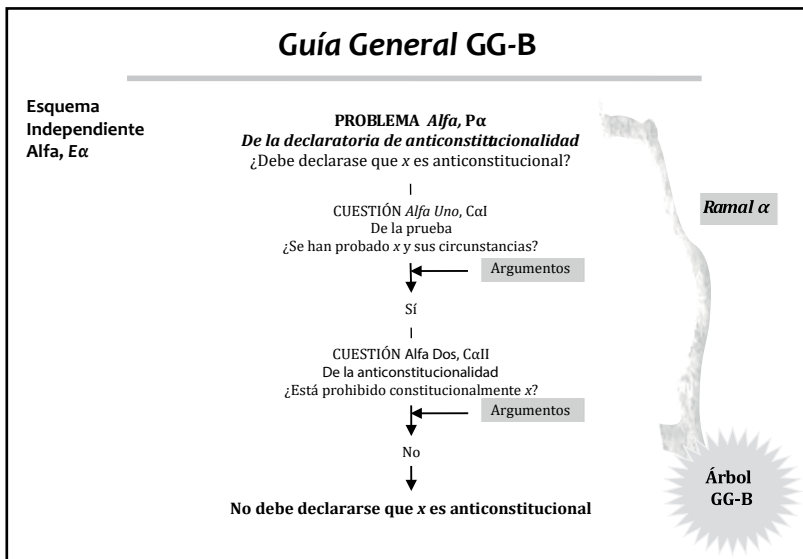 Guía General GG-B
Esquema
Independiente
Alfa, Eα
PROBLEMA Alfa, Pα
De la declaratoria de anticonstitucionalidad
¿Debe declarase que x es anticonstitucional?
CUESTIÓN Alfa Uno, CαI
De la prueba
¿Se han probado x y sus circunstancias?
Argumentos
Sí
CUESTIÓN Alfa Dos, CαII
De la anticonstitucionalidad
¿Está prohibido constitucionalmente x?
Argumentos
No
No debe declararse que x es anticonstitucional
Ramal α
Árbol
GG-B